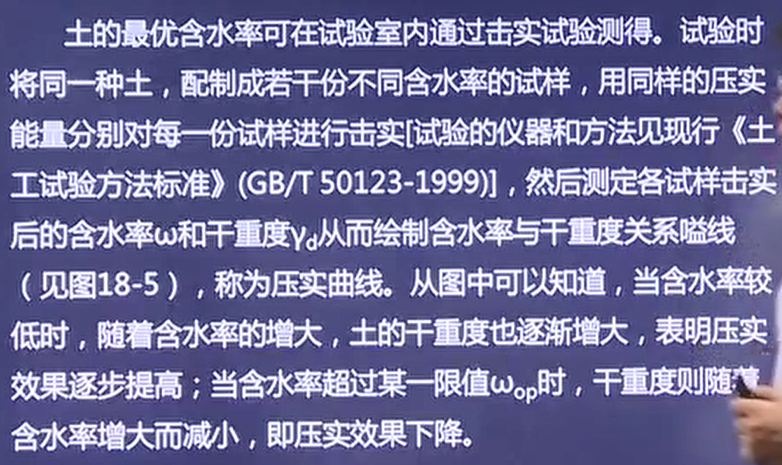 土的最优含水率可在试验室内通过击实试验测得。试验时
将同一种土，配制成若干份不同含水率的试样，用同样的压实
能量分别对每一份试样进行击实[试验的仪器和方法见现行《土
工试验方法标准》(GB/T 50123-1999)]，然后测定各试样击实
后的含水率ω和干重度γd从而绘制含水率与干重度关系嗌线
（见图18-5），称为压实曲线。从图中可以知道，当含水率较
低时，随着含水率的增大，土的干重度也逐渐增大，表明压实
效果逐步提高；当含水率超过某一限值ωop时，干重度则随
含水率增大而减小，即压实效果下降。